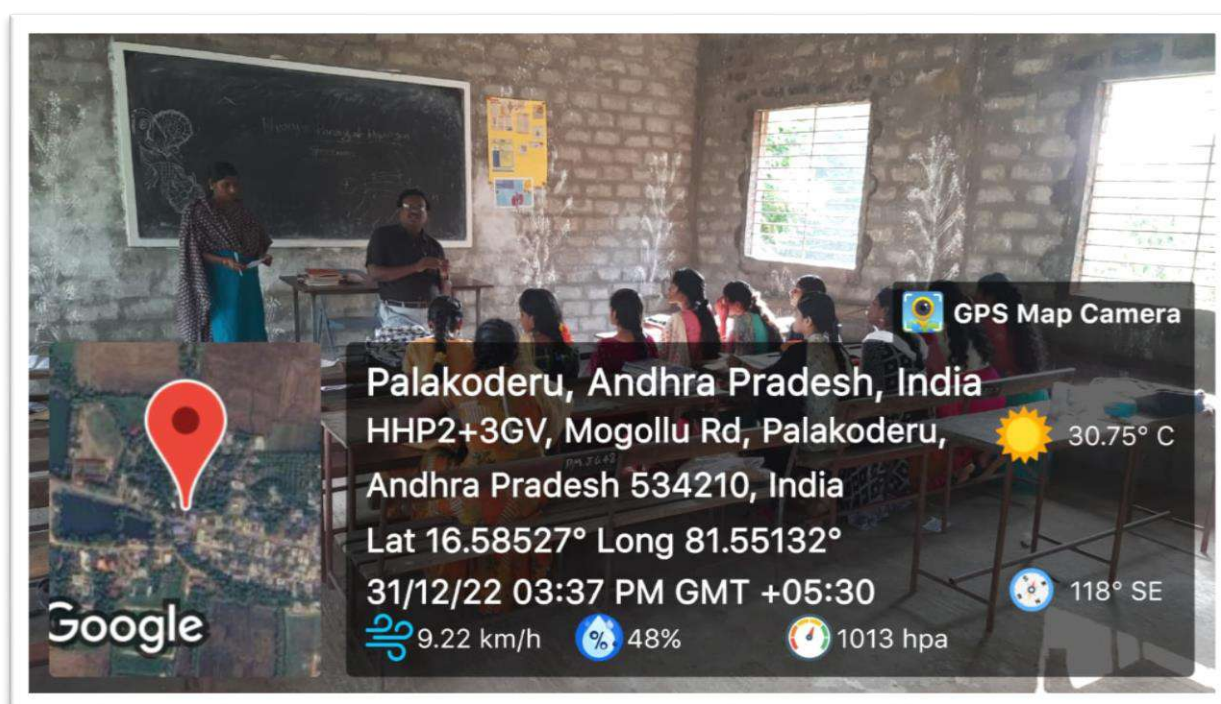 GPS Map Camera
Palakoderu, Andhra Pradesh, India
HHP2+3GV, Mogollu Rd, Palakoderu,
30.75° C
Andhra Pradesh 534210, India
Lat 16.58527° Long 81.55132°
31/12/22 03:37 PM GMT +05:30
118° SE
Google
9.22 km/h 48% 1013 hpa